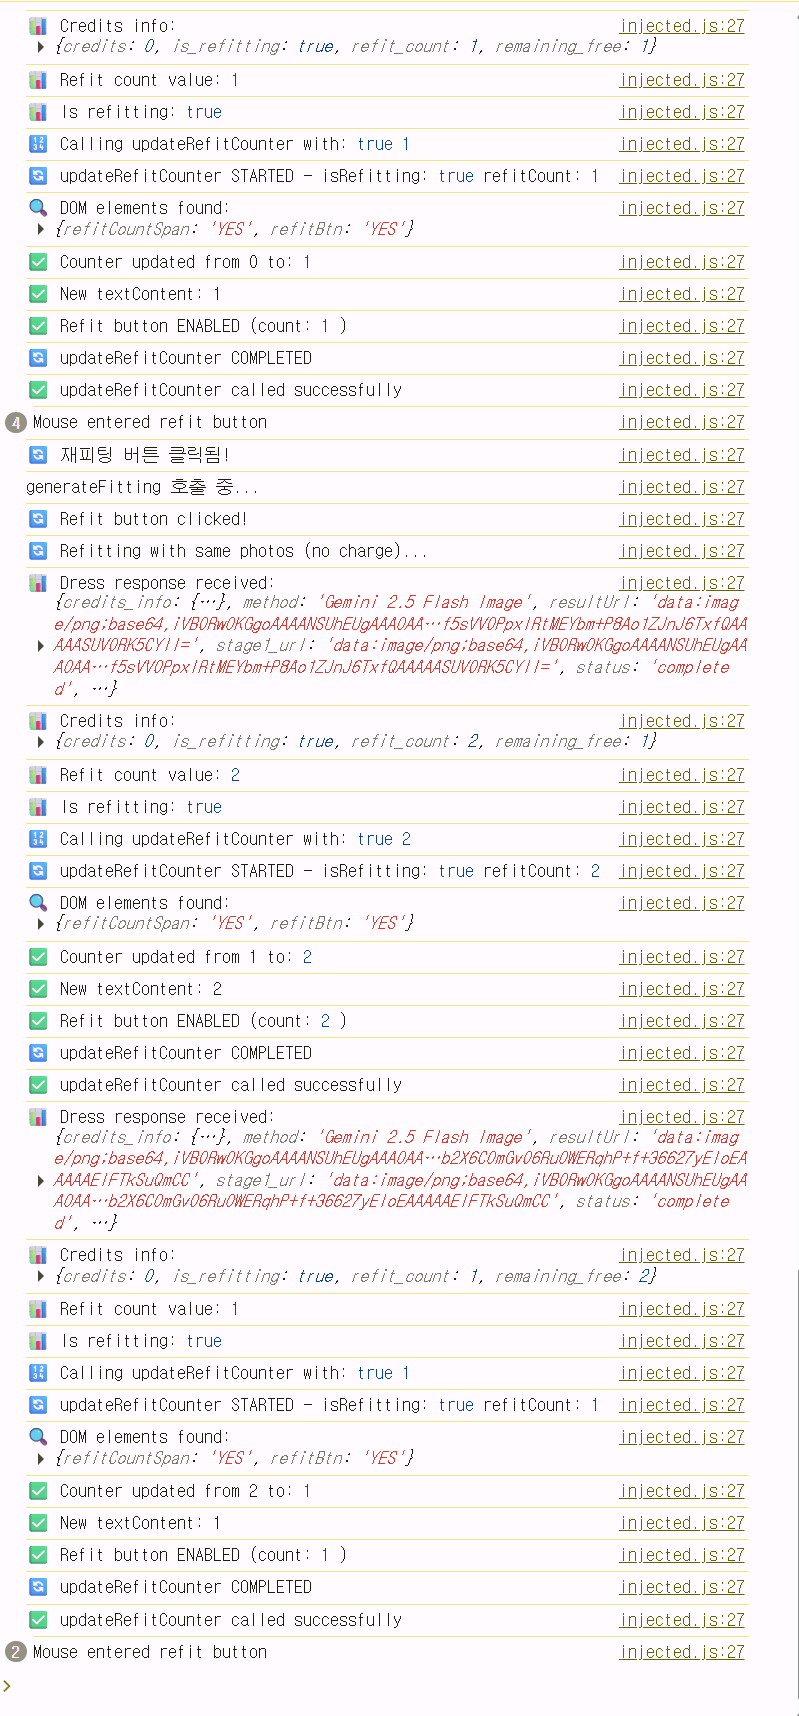 📊 Credits info: injected.js:27
▶ {credits: 0, is_refitting: true, refit_count: 1, remaining_free: 1}
📊 Refit count value: 1 injected.js:27
📊 Is refitting: true injected.js:27
🔢 Calling updateRefitCounter with: true 1 injected.js:27
🔄 updateRefitCounter STARTED - isRefitting: true refitCount: 1 injected.js:27
🔍 DOM elements found: injected.js:27
▶ {refitCountSpan: 'YES', refitBtn: 'YES'}
✅ Counter updated from 0 to: 1 injected.js:27
✅ New textContent: 1 injected.js:27
✅ Refit button ENABLED (count: 1 ) injected.js:27
🔄 updateRefitCounter COMPLETED injected.js:27
✅ updateRefitCounter called successfully injected.js:27
4 Mouse entered refit button injected.js:27
🔄 재피팅 버튼 클릭됨! injected.js:27
generateFitting 호출 중... injected.js:27
🔄 Refit button clicked! injected.js:27
🔄 Refitting with same photos (no charge)... injected.js:27
📊 Dress response received: injected.js:27
{credits_info: {…}, method: 'Gemini 2.5 Flash Image', resultUrl: 'data:imag
e/png;base64,iVBORw0KGgoAAAANSUhEUgAAA0AA…f5sVV0PpxIRtMEYbm+P8Ao1ZJnJ6TxfQAA
▶ AAASUVORK5CYII=', stage1_url: 'data:image/png;base64,iVBORw0KGgoAAAANSUhEUgAA
A0AA…f5sVV0PpxIRtMEYbm+P8Ao1ZJnJ6TxfQAAAAASUVORK5CYII=', status: 'complete
d', …}
📊 Credits info: injected.js:27
▶ {credits: 0, is_refitting: true, refit_count: 2, remaining_free: 1}
📊 Refit count value: 2 injected.js:27
📊 Is refitting: true injected.js:27
🔢 Calling updateRefitCounter with: true 2 injected.js:27
🔄 updateRefitCounter STARTED - isRefitting: true refitCount: 2 injected.js:27
🔍 DOM elements found: injected.js:27
▶ {refitCountSpan: 'YES', refitBtn: 'YES'}
✅ Counter updated from 1 to: 2 injected.js:27
✅ New textContent: 2 injected.js:27
✅ Refit button ENABLED (count: 2 ) injected.js:27
🔄 updateRefitCounter COMPLETED injected.js:27
✅ updateRefitCounter called successfully injected.js:27
📊 Dress response received: injected.js:27
{credits_info: {…}, method: 'Gemini 2.5 Flash Image', resultUrl: 'data:imag
e/png;base64,iVBORw0KGgoAAAANSUhEUgAAA0AA…b2X6C0mGv06Ru0WERqhP+f+36627yEIoEA
▶ AAAAElFTkSuQmCC', stage1_url: 'data:image/png;base64,iVBORw0KGgoAAAANSUhEUgAA
A0AA…b2X6C0mGv06Ru0WERqhP+f+36627yEIoEAAAAAElFTkSuQmCC', status: 'complete
d', …}
📊 Credits info: injected.js:27
▶ {credits: 0, is_refitting: true, refit_count: 1, remaining_free: 2}
📊 Refit count value: 1 injected.js:27
📊 Is refitting: true injected.js:27
🔢 Calling updateRefitCounter with: true 1 injected.js:27
🔄 updateRefitCounter STARTED - isRefitting: true refitCount: 1 injected.js:27
🔍 DOM elements found: injected.js:27
▶ {refitCountSpan: 'YES', refitBtn: 'YES'}
✅ Counter updated from 2 to: 1 injected.js:27
✅ New textContent: 1 injected.js:27
✅ Refit button ENABLED (count: 1 ) injected.js:27
🔄 updateRefitCounter COMPLETED injected.js:27
✅ updateRefitCounter called successfully injected.js:27
2 Mouse entered refit button injected.js:27